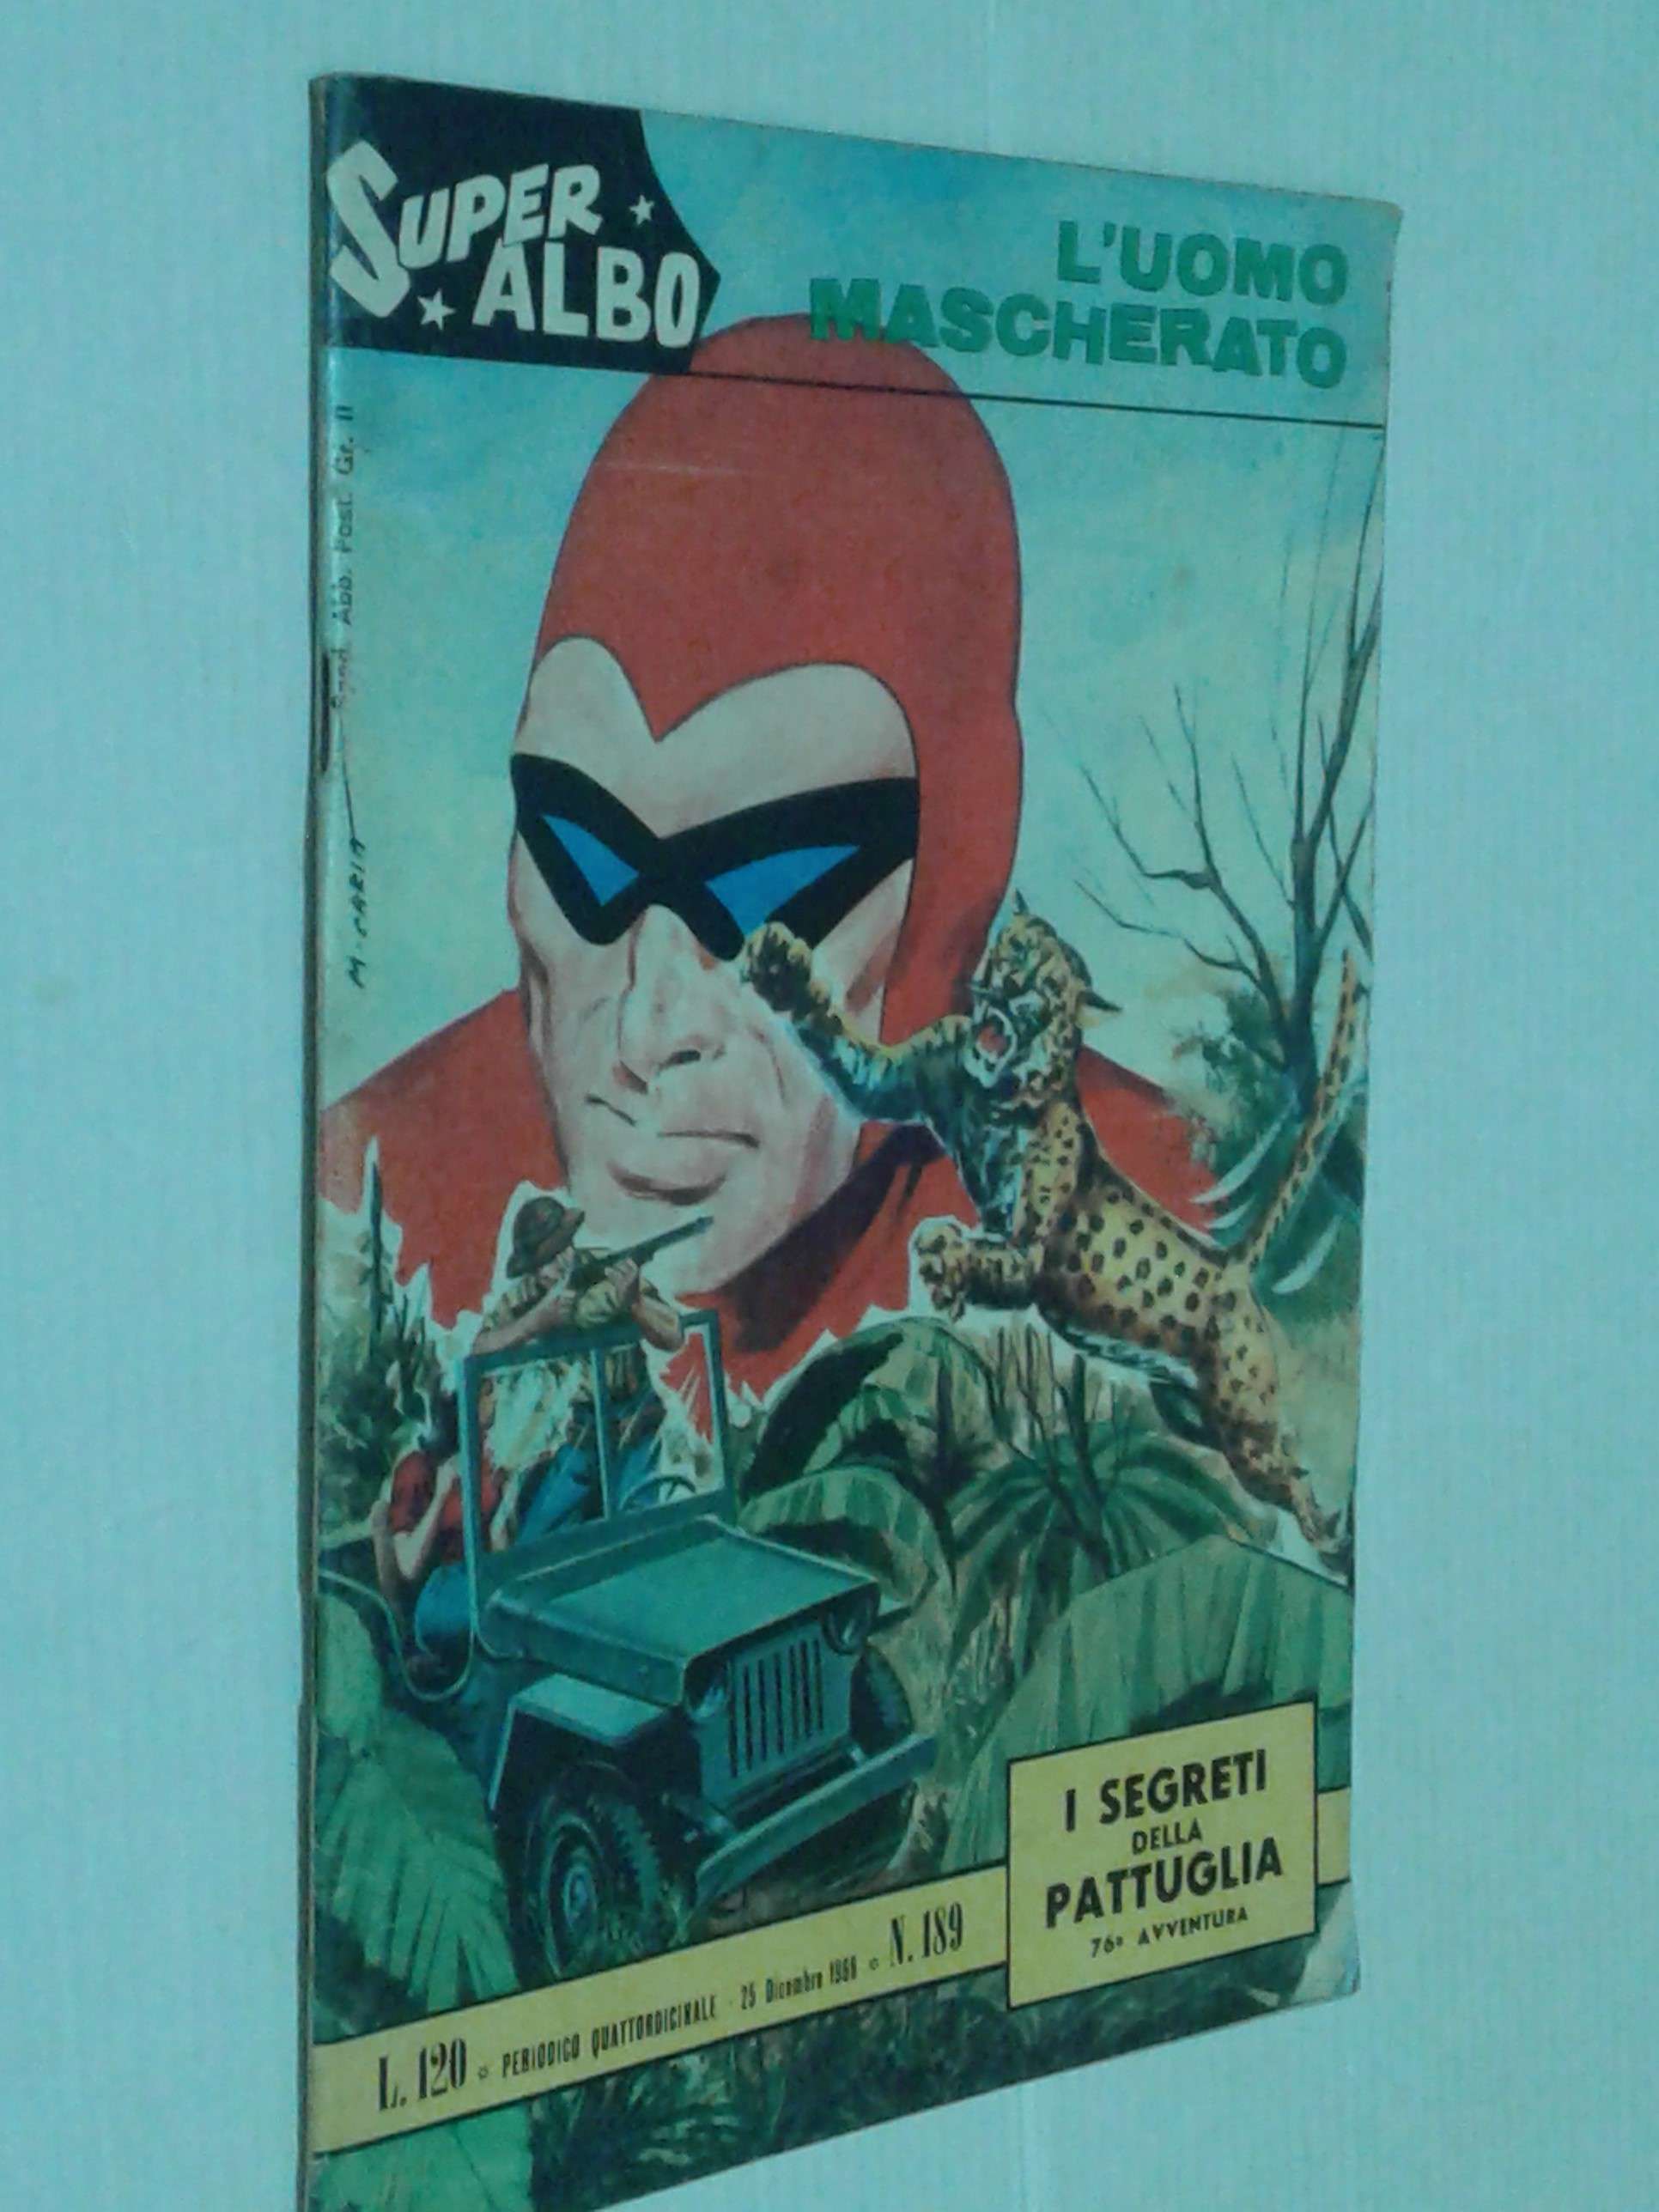 SUPER
ALBO
L'UOMO
MASCHERATO
Sped. Abb. Post. Gr. II
M. CARIA
I SEGRETI
DELLA
PATTUGLIA
76a AVVENTURA
L. 120 ☼ PERIODICO QUATTORDICINALE - 25 Dicembre 1966 ☼ N. 189